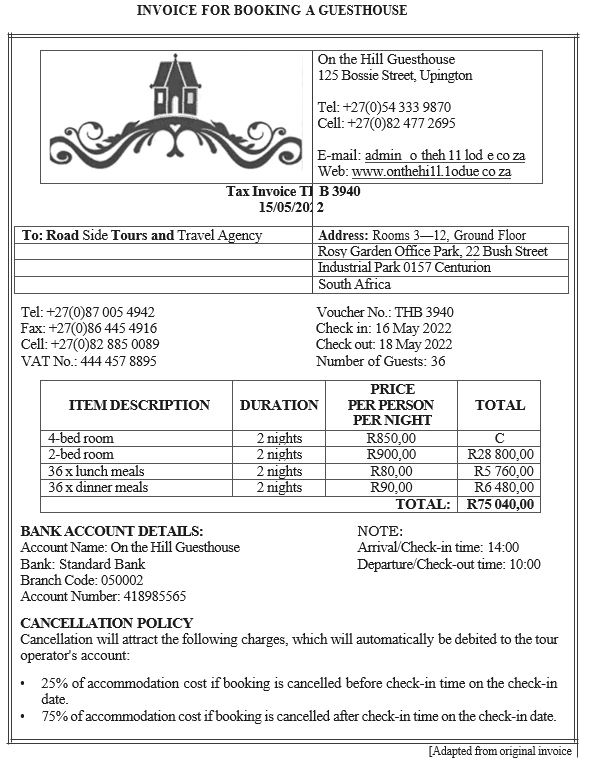 INVOICE FOR BOOKING A GUESTHOUSE
On the Hill Guesthouse
125 Bossie Street, Upington
Tel: +27(0)54 333 9870
Cell: +27(0)82 477 2695
E-mail: admin_o theh 11 lod e co za
Web: www.onthehi11.1odue co za
Tax Invoice THB 3940
15/05/2022
To: Road Side Tours and Travel Agency
Address: Rooms 3—12, Ground Floor
Rosy Garden Office Park, 22 Bush Street
Industrial Park 0157 Centurion
South Africa
Tel: +27(0)87 005 4942
Fax: +27(0)86 445 4916
Cell: +27(0)82 885 0089
VAT No.: 444 457 8895
Voucher No.: THB 3940
Check in: 16 May 2022
Check out: 18 May 2022
Number of Guests: 36
ITEM DESCRIPTION DURATION PRICE PER PERSON PER NIGHT TOTAL
4-bed room 2 nights R850,00 C
2-bed room 2 nights R900,00 R28 800,00
36 x lunch meals 2 nights R80,00 R5 760,00
36 x dinner meals 2 nights R90,00 R6 480,00
TOTAL: R75 040,00
BANK ACCOUNT DETAILS:
Account Name: On the Hill Guesthouse
Bank: Standard Bank
Branch Code: 050002
Account Number: 418985565
NOTE:
Arrival/Check-in time: 14:00
Departure/Check-out time: 10:00
CANCELLATION POLICY
Cancellation will attract the following charges, which will automatically be debited to the tour
operator's account:
• 25% of accommodation cost if booking is cancelled before check-in time on the check-in
date.
• 75% of accommodation cost if booking is cancelled after check-in time on the check-in date.
[Adapted from original invoice